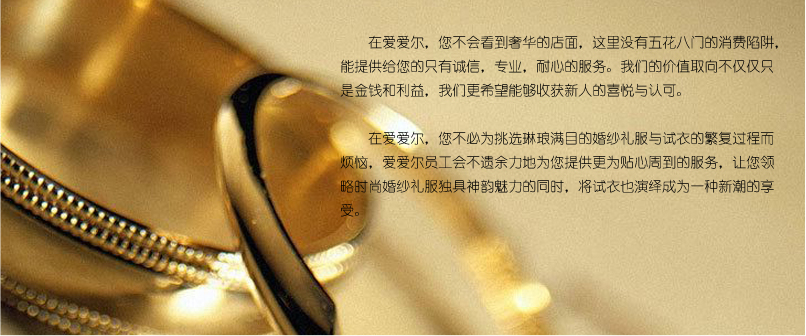 在爱爱尔，您不会看到奢华的店面，这里没有五花八门的消费陷阱，
能提供给您的只有诚信，专业，耐心的服务。我们的价值取向不仅仅只
是金钱和利益，我们更希望能够收获新人的喜悦与认可。
在爱爱尔，您不必为挑选琳琅满目的婚纱礼服与试衣的繁复过程而
烦恼，爱爱尔员工会不遗余力地为您提供更为贴心周到的服务，让您领
略时尚婚纱礼服独具神韵魅力的同时，将试衣也演绎成为一种新潮的享
受。